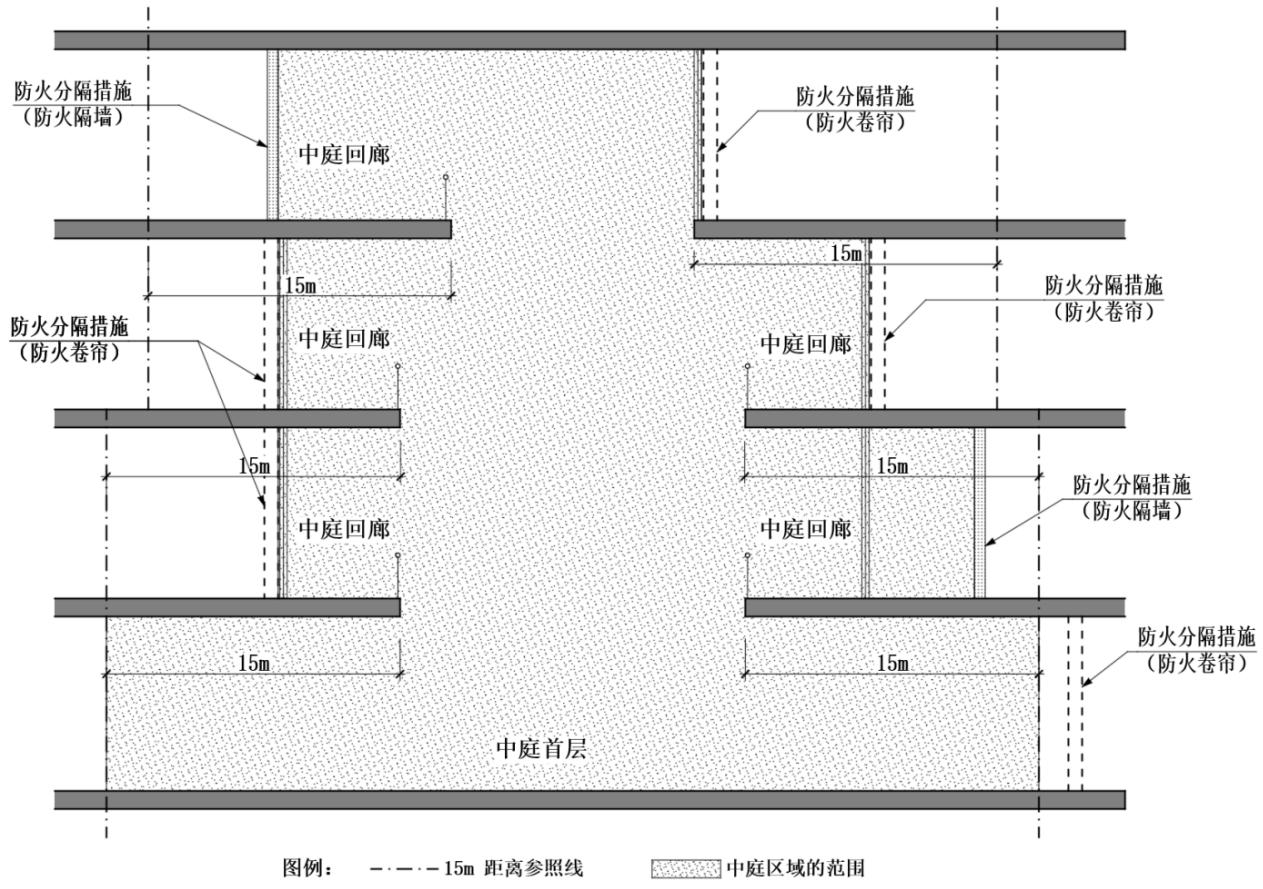 防火分隔措施
（防火隔墙）
中庭回廊
防火分隔措施
（防火卷帘）
15m
15m
防火分隔措施
（防火卷帘）
防火分隔措施
（防火卷帘）
中庭回廊
中庭回廊
15m
15m
防火分隔措施
（防火隔墙）
中庭回廊
中庭回廊
防火分隔措施
（防火卷帘）
15m
15m
中庭首层
图例： 15m 距离参照线 中庭区域的范围